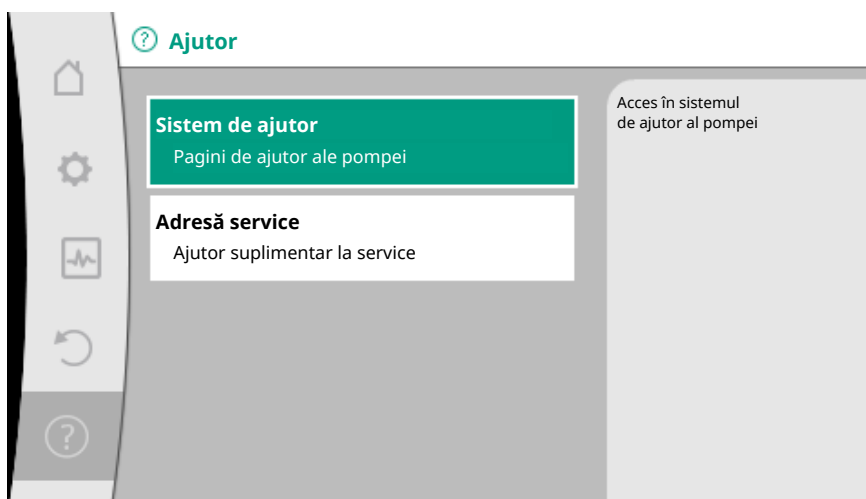 Ajutor
Sistem de ajutor
Pagini de ajutor ale pompei
Adresă service
Ajutor suplimentar la service
Acces în sistemul
de ajutor al pompei